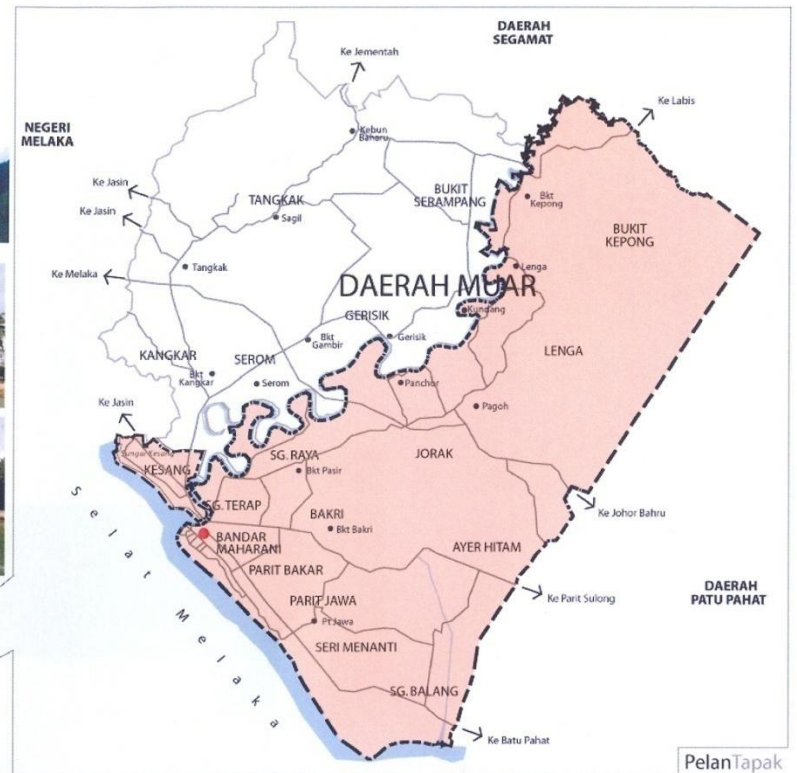 DAERAH
SEGAMAT
Ke Jementah
Ke Labis
NEGERI
MELAKA
Kebun
Baharu
Ke Jasin
TANGKAK
BUKIT
SERAMPANG
Bkt
Kepong
Ke Jasin
Sagil
BUKIT
KEPONG
Ke Melaka
Tangkak
Lenga
DAERAH MUAR
Kundang
GERISIK
Bkt
Gambir
Gerisik
KANGKAR
SEROM
LENGA
Bkt
Kangkar
Serom
Panchor
Ke Jasin
Pagoh
Sungai Kesang
KESANG
SG. RAYA
JORAK
Bkt Pasir
SG. TERAP
BAKRI
Ke Johor Bahru
Bkt Bakri
BANDAR
MAHARANI
AYER HITAM
PARIT BAKAR
DAERAH
PATU PAHAT
Ke Parit Sulong
PARIT JAWA
Pt Jawa
SERI MENANTI
Selat Melaka
SG. BALANG
Ke Batu Pahat
PelanTapak